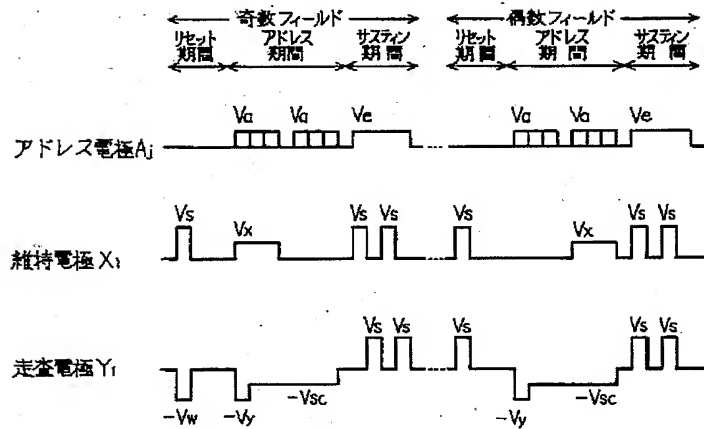 奇数フィールド 偶数フィールド
リセット期間 アドレス期間 サスティン期間 リセット期間 アドレス期間 サスティン期間
アドレス電極Aj Va Va Ve Va Va Ve
維持電極X1 Vs Vx Vs Vs Vs Vx Vs Vs
走査電極Y1 -Vw -Vy -Vsc Vs Vs Vs -Vy -Vsc Vs Vs